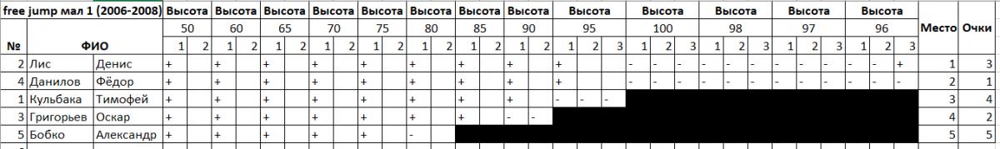 free jump мал 1 (2006-2008) Высота Высота Высота Высота Высота Высота Высота Высота Высота Высота Высота Высота Высота
50 60 65 70 75 80 85 90 95 100 98 97 96 Место Очки
№ ФИО 1 2 1 2 1 2 1 2 1 2 1 2 1 2 1 2 1 2 3 1 2 3 1 2 3 1 2 3 1 2 3
2 Лис Денис + + + + + + + + + - - - - - - - - - - - + 1 3
4 Данилов Фёдор + + + + + + + + + - - - - - - - - - - - - 2 1
1 Кульбака Тимофей + + + + + + + + - - - 3 4
3 Григорьев Оскар + + + + + + + - - 4 2
5 Бобко Александр + + + + + - 5 5